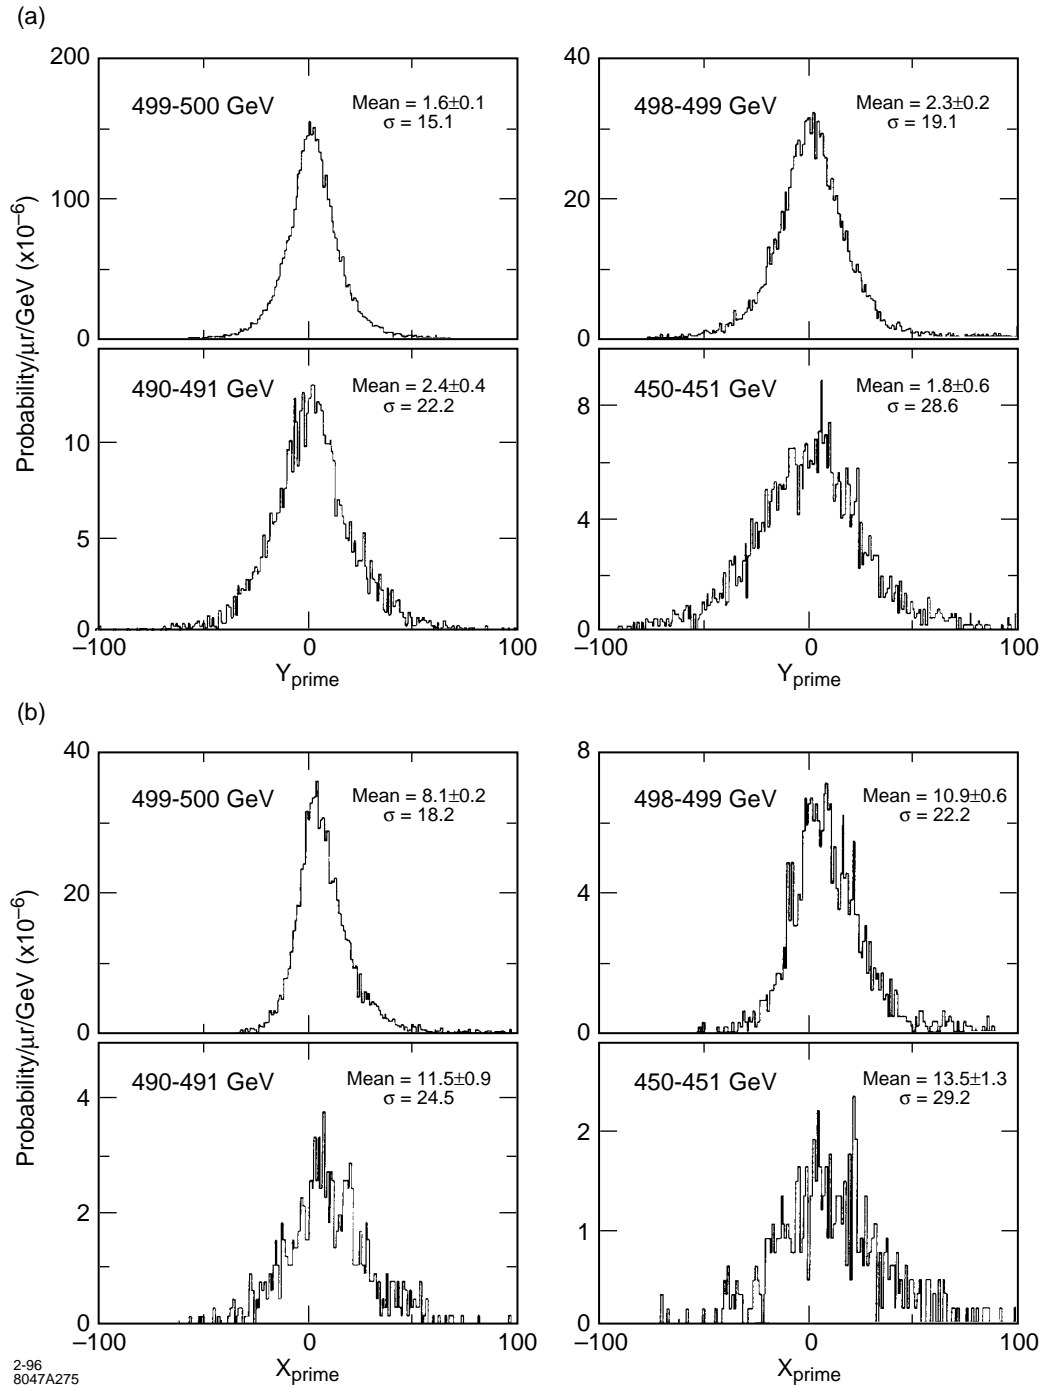 (a)
200
499-500 GeV
Mean = 1.6±0.1
σ = 15.1
100
0
40
498-499 GeV
Mean = 2.3±0.2
σ = 19.1
20
0
Probability/μr/GeV (x10⁻⁶)
490-491 GeV
Mean = 2.4±0.4
σ = 22.2
10
5
0
–100 0 100
Y prime
450-451 GeV
Mean = 1.8±0.6
σ = 28.6
8
4
0
–100 0 100
Y prime
(b)
40
499-500 GeV
Mean = 8.1±0.2
σ = 18.2
20
0
8
498-499 GeV
Mean = 10.9±0.6
σ = 22.2
4
0
Probability/μr/GeV (x10⁻⁶)
490-491 GeV
Mean = 11.5±0.9
σ = 24.5
4
2
0
–100 0 100
X prime
450-451 GeV
Mean = 13.5±1.3
σ = 29.2
2
1
0
–100 0 100
X prime
2-96
8047A275